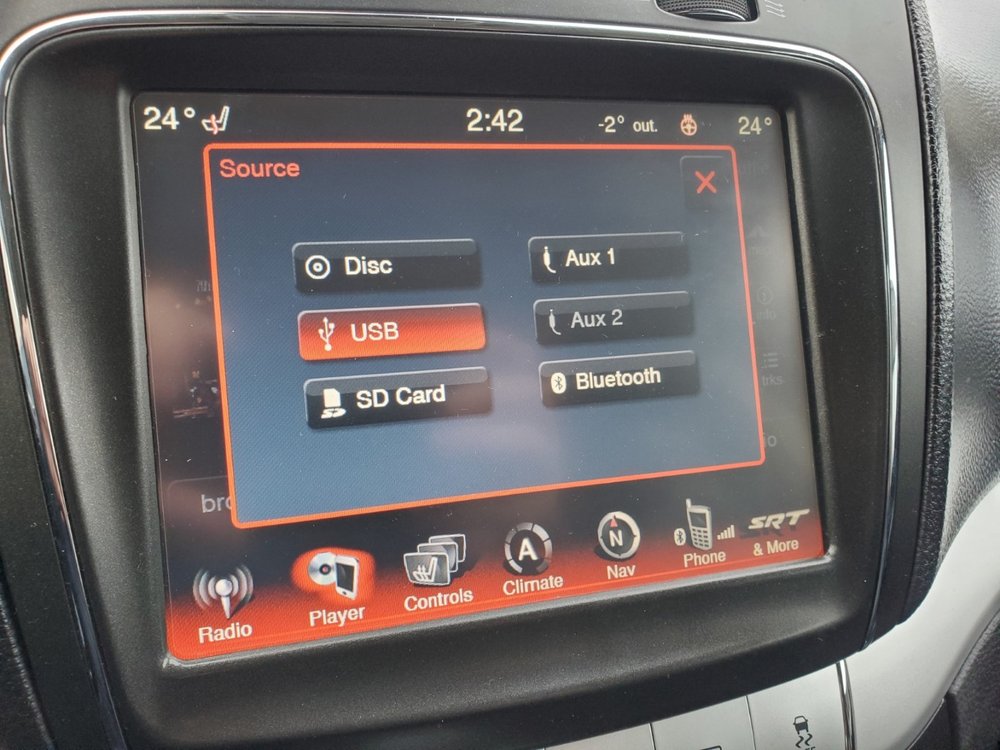 24°
2:42
-2° out.
24°
Source
X
Disc
Aux 1
USB
Aux 2
SD Card
Bluetooth
bro
Radio
Player
Controls
A
Climate
N
Nav
Phone
SRT
& More